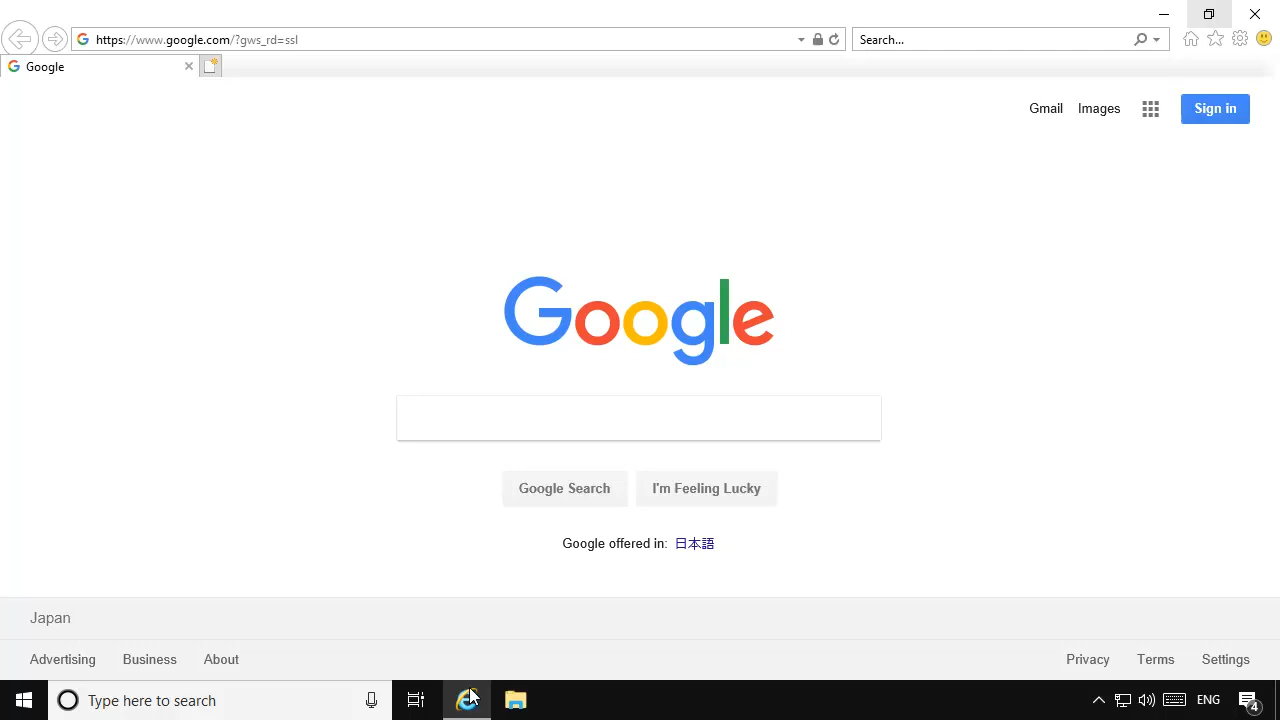 https://www.google.com/?gws_rd=ssl
Search...
Google
Gmail Images
Sign in
Google
Google Search I'm Feeling Lucky
Google offered in: 日本語
Japan
Advertising Business About
Privacy Terms Settings
Type here to search
ENG
4